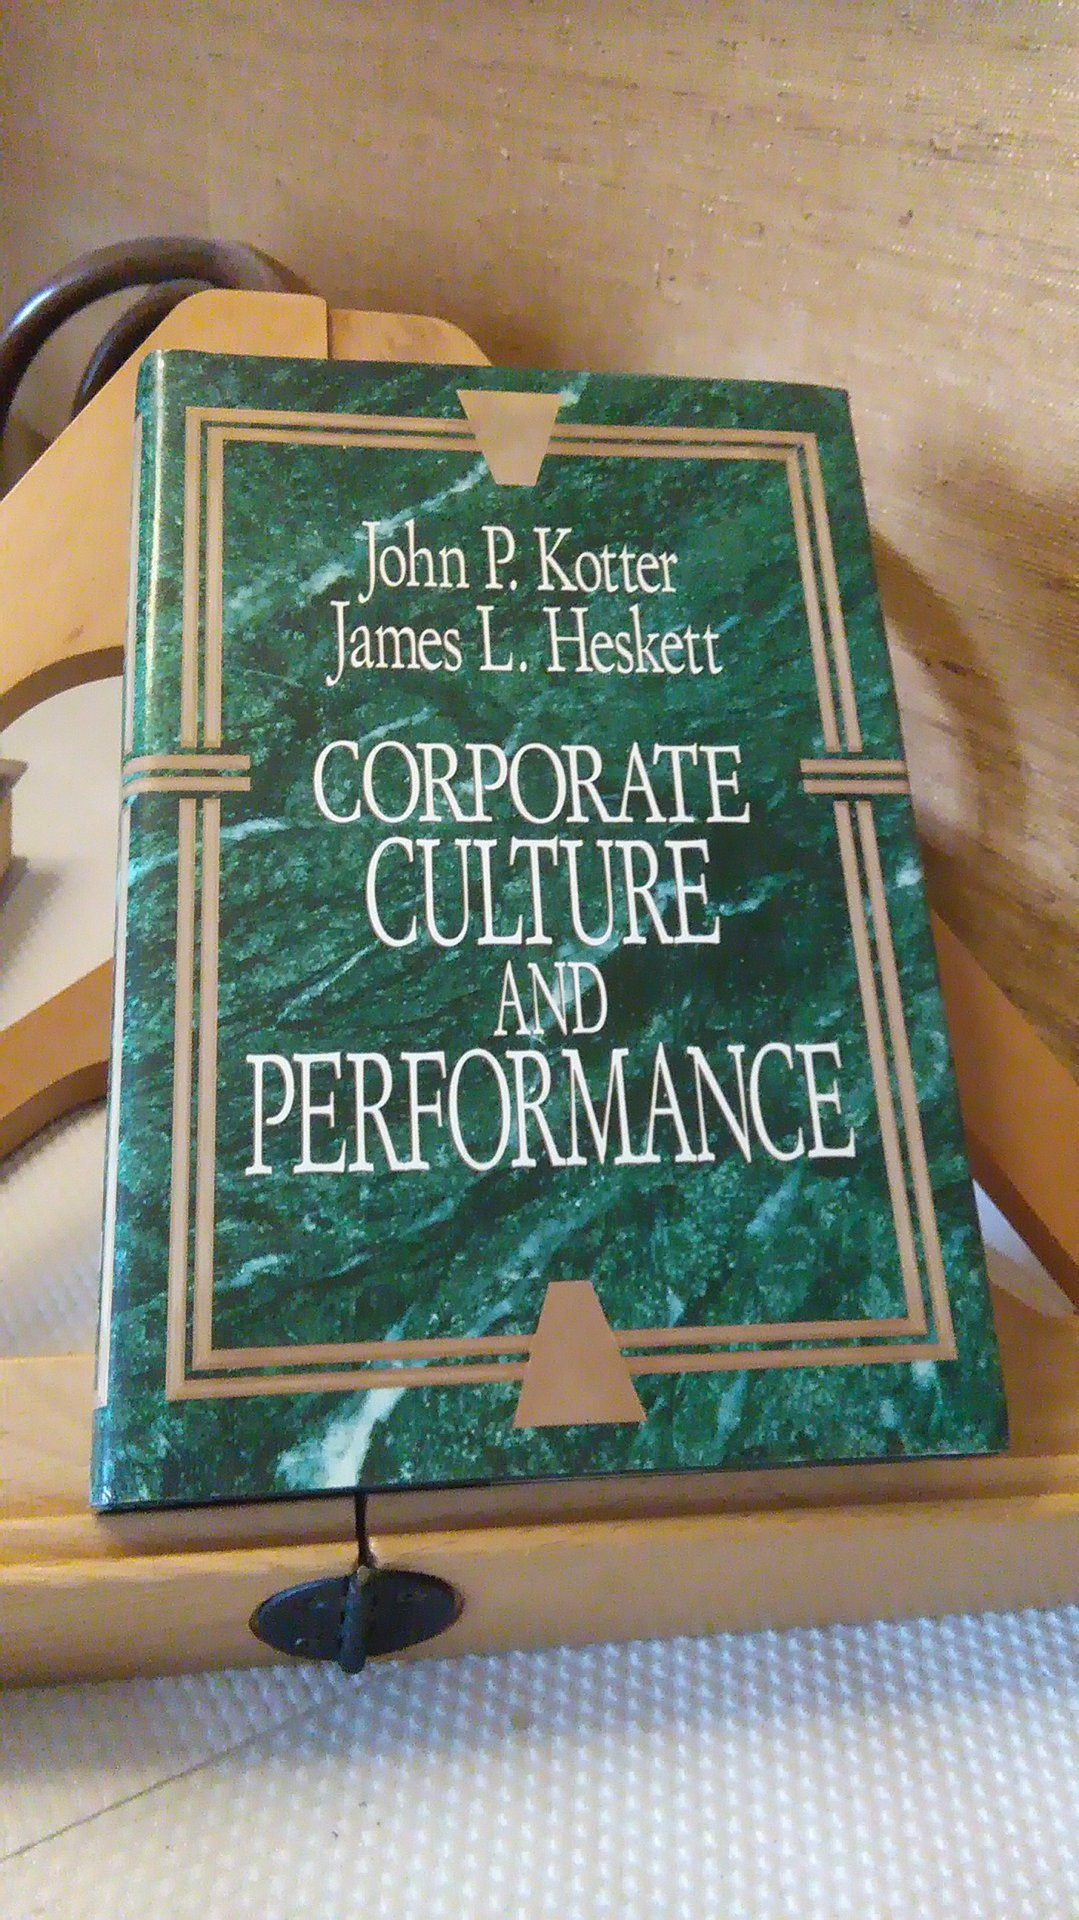 John P. Kotter
James L. Heskett
CORPORATE
CULTURE
AND
PERFORMANCE